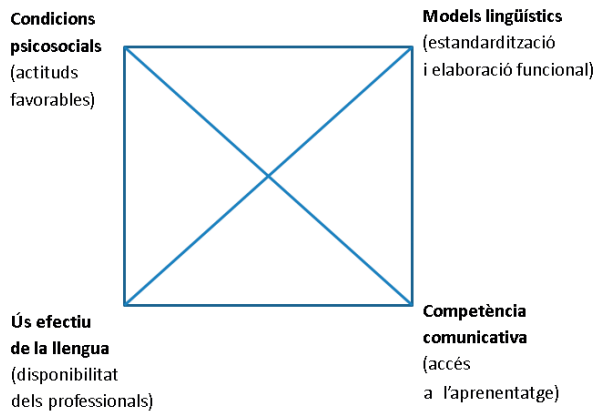 Condicions
psicosocials
(actituds
favorables)
Models lingüístics
(estandardització
i elaboració funcional)
Ús efectiu
de la llengua
(disponibilitat
dels professionals)
Competència
comunicativa
(accés
a l’aprenentatge)